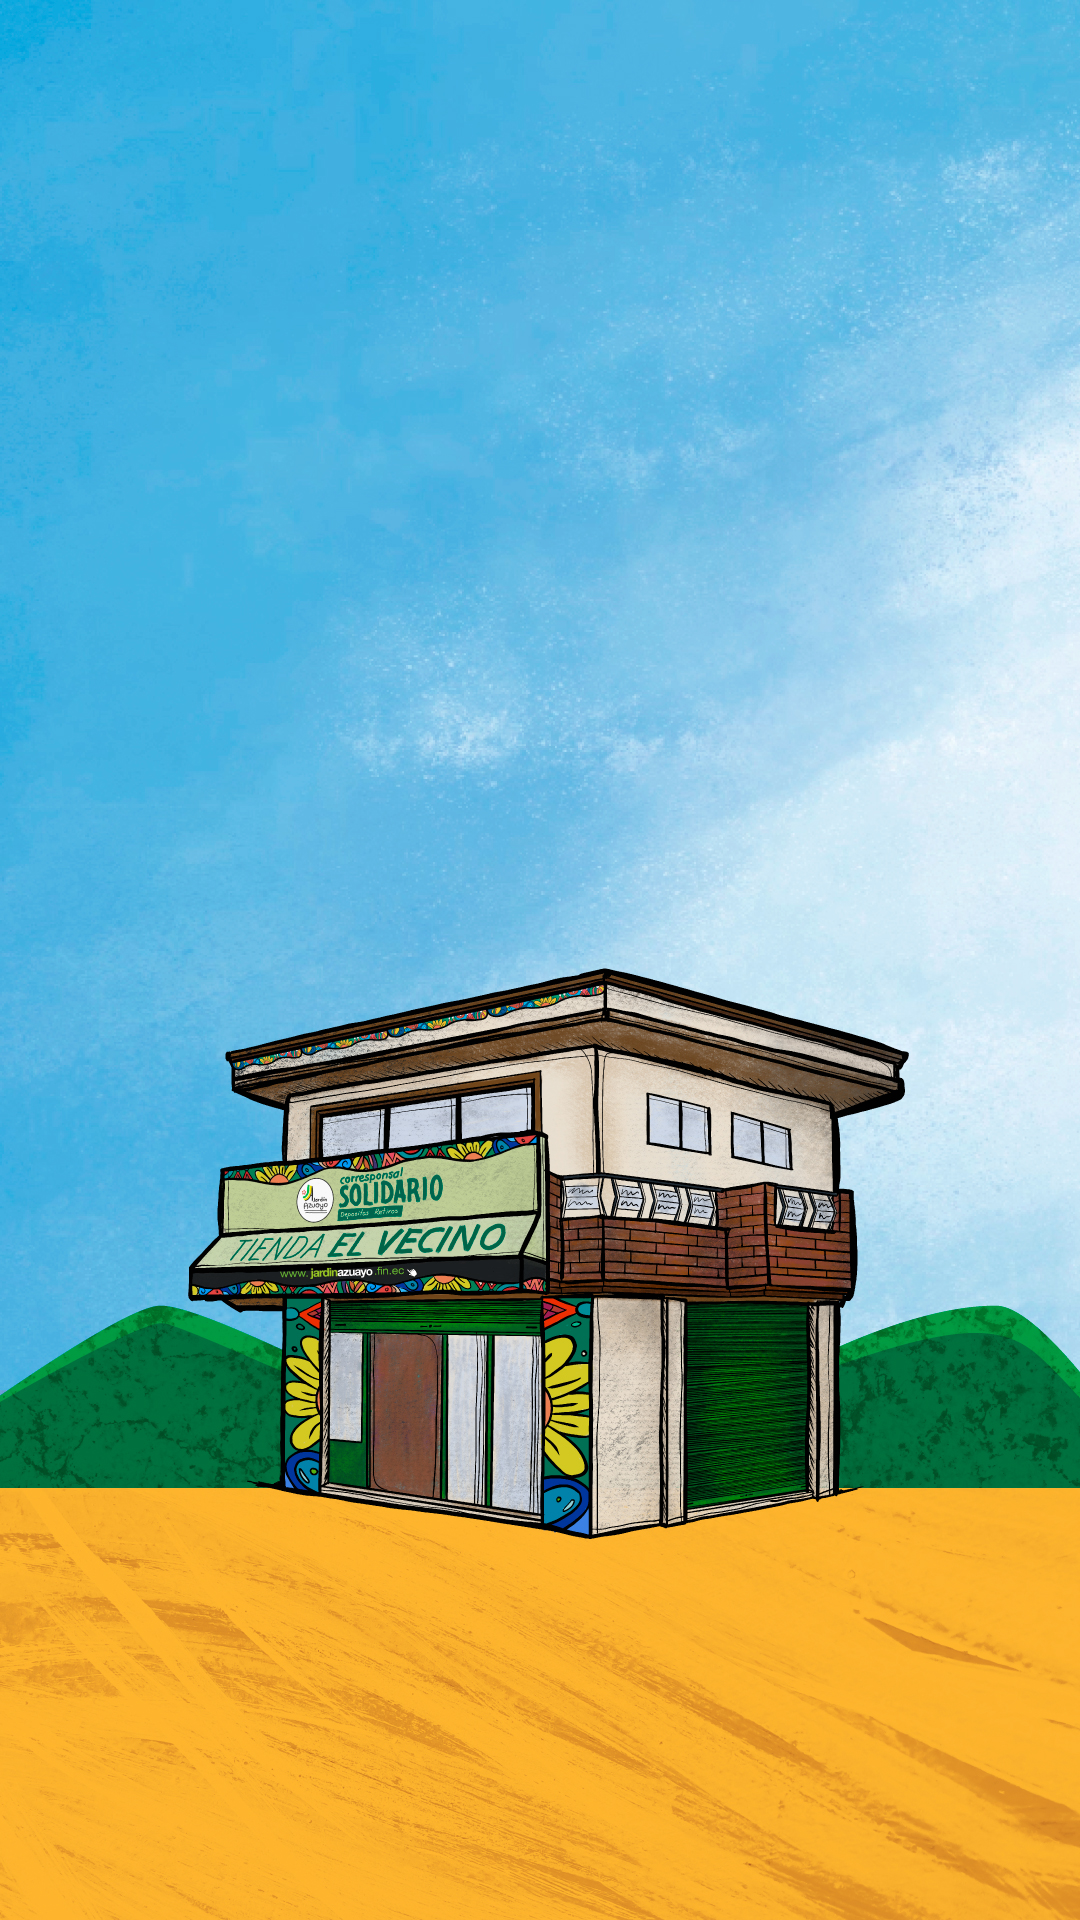 corresponsal
SOLIDARIO
Jardín
Azuayo
Depósitos Retiros
TIENDA EL VECINO
www.jardinazuayo.fin.ec